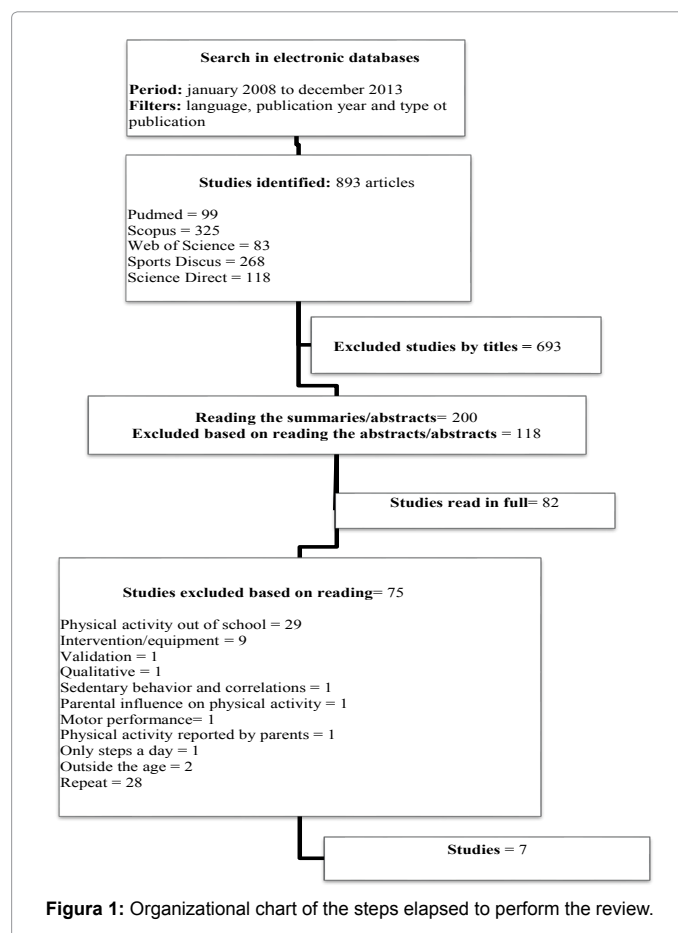 Search in electronic databases
Period: january 2008 to december 2013
Filters: language, publication year and type ot
publication
Studies identified: 893 articles
Pudmed = 99
Scopus = 325
Web of Science = 83
Sports Discus = 268
Science Direct = 118
Excluded studies by titles = 693
Reading the summaries/abstracts= 200
Excluded based on reading the abstracts/abstracts = 118
Studies read in full= 82
Studies excluded based on reading= 75
Physical activity out of school = 29
Intervention/equipment = 9
Validation = 1
Qualitative = 1
Sedentary behavior and correlations = 1
Parental influence on physical activity = 1
Motor performance= 1
Physical activity reported by parents = 1
Only steps a day = 1
Outside the age = 2
Repeat = 28
Studies = 7
Figura 1: Organizational chart of the steps elapsed to perform the review.